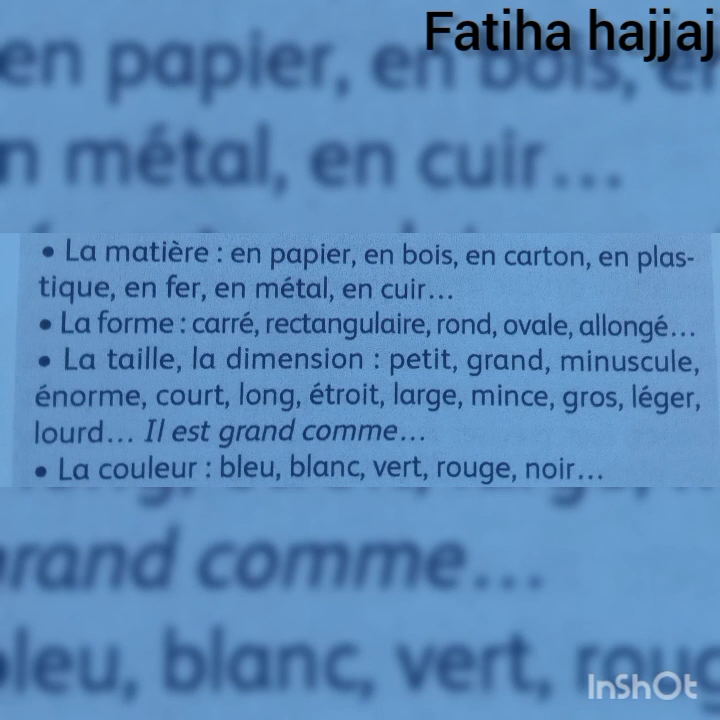 Fatiha hajjaj
en papier, en bois, en
n métal, en cuir...
• La matière : en papier, en bois, en carton, en plas-
tique, en fer, en métal, en cuir...
• La forme : carré, rectangulaire, rond, ovale, allongé...
• La taille, la dimension : petit, grand, minuscule,
énorme, court, long, étroit, large, mince, gros, léger,
lourd... Il est grand comme...
• La couleur : bleu, blanc, vert, rouge, noir...
rand comme...
bleu, blanc, vert, roug
InShOt